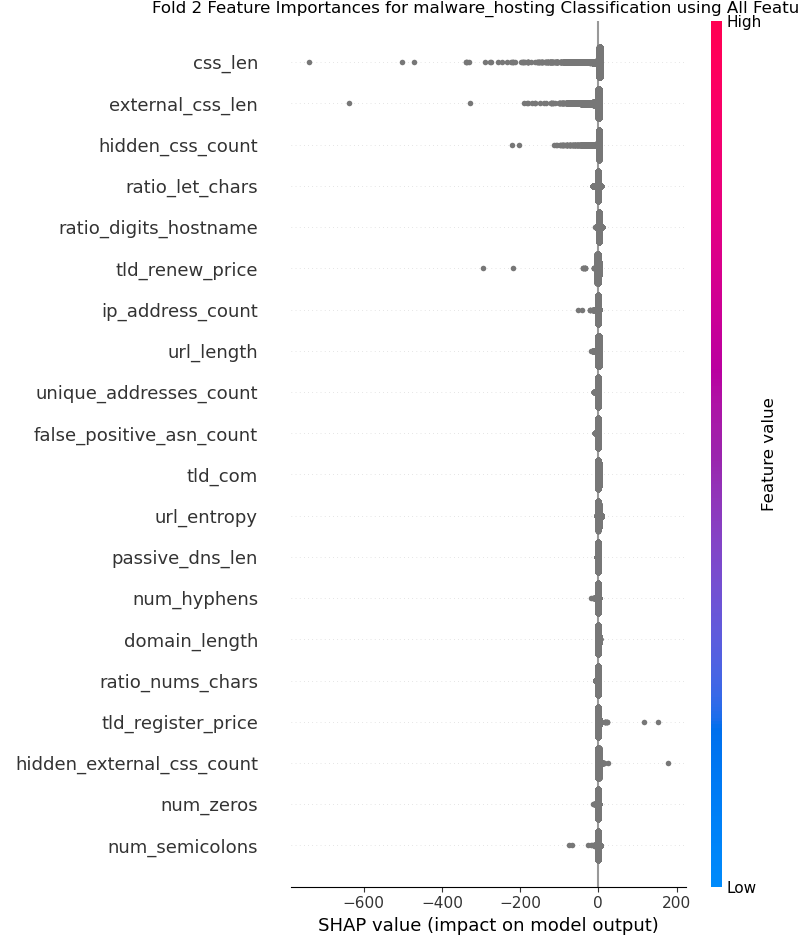 Fold 2 Feature Importances for malware_hosting Classification using All Featu
High
css_len
external_css_len
hidden_css_count
ratio_let_chars
ratio_digits_hostname
tld_renew_price
ip_address_count
url_length
unique_addresses_count
false_positive_asn_count
tld_com
url_entropy
passive_dns_len
num_hyphens
domain_length
ratio_nums_chars
tld_register_price
hidden_external_css_count
num_zeros
num_semicolons
Feature value
Low
−600 −400 −200 0 200
SHAP value (impact on model output)